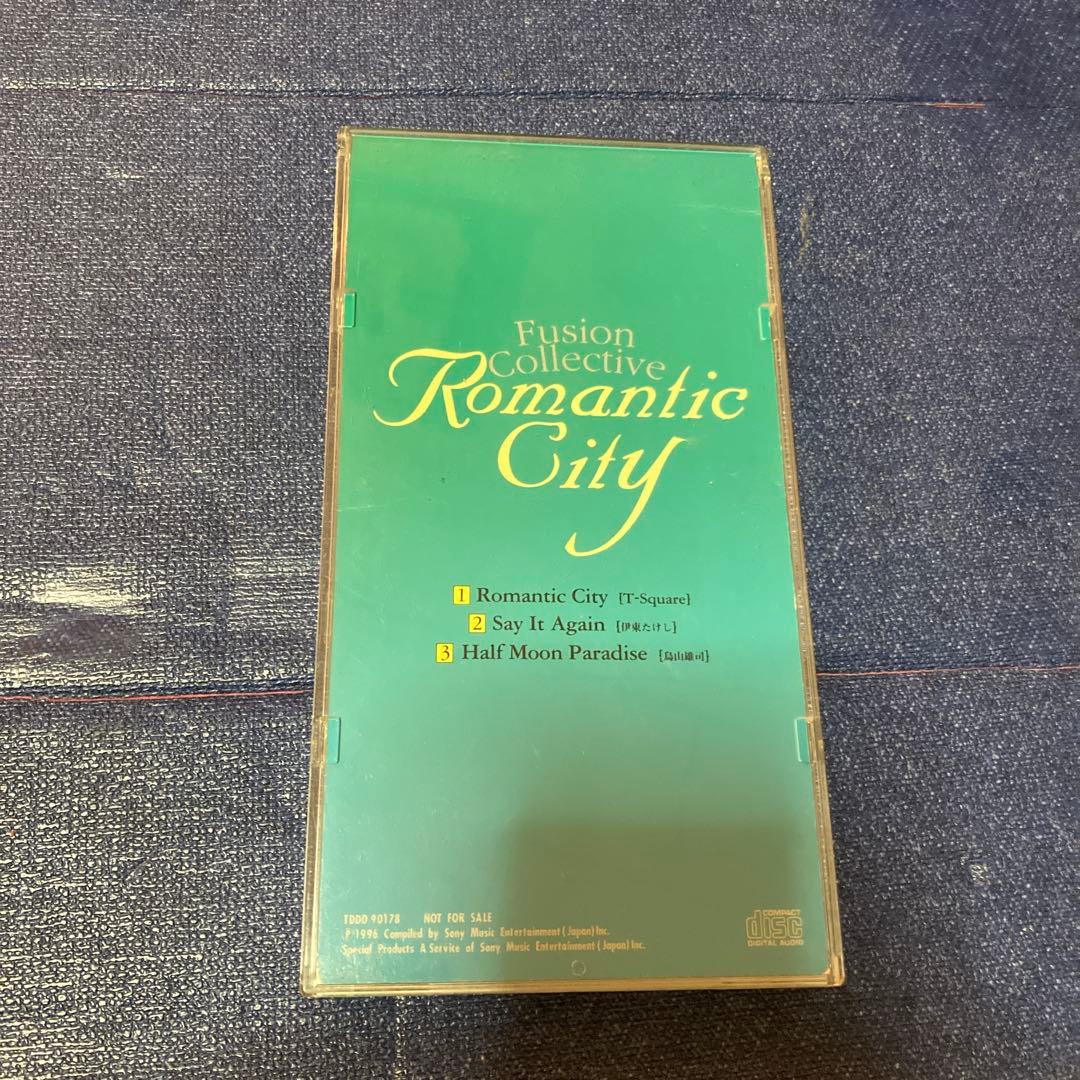 Fusion
Collective
Romantic
City
1 Romantic City [T-Square]
2 Say It Again [伊東たけし]
3 Half Moon Paradise [鳥山雄司]
TDDD 90178 NOT FOR SALE
℗ 1996 Compiled by Sony Music Entertainment (Japan) Inc.
Special Products A Service of Sony Music Entertainment (Japan) Inc.
COMPACT
disc
DIGITAL AUDIO